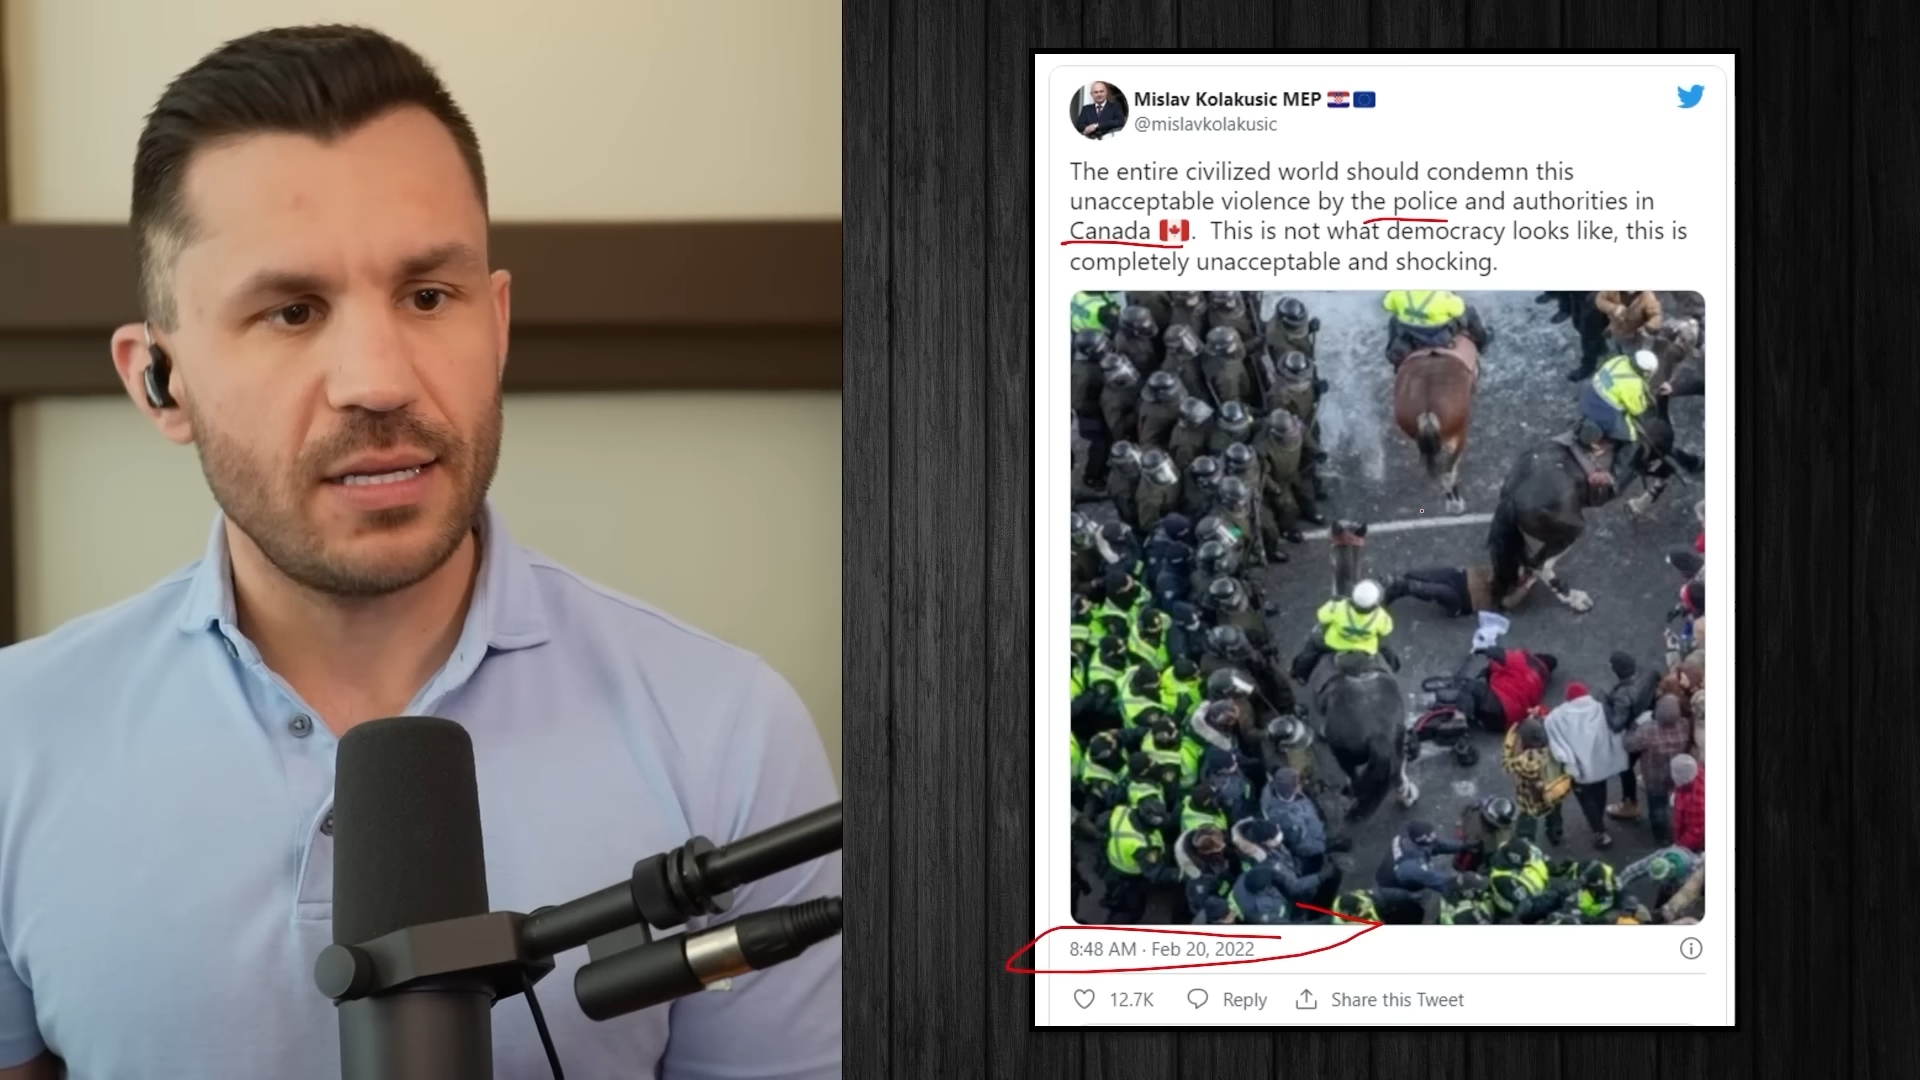 Mislav Kolakusic MEP
@mislavkolakusic
The entire civilized world should condemn this
unacceptable violence by the police and authorities in
Canada 🇨🇦.  This is not what democracy looks like, this is
completely unacceptable and shocking.
8:48 AM · Feb 20, 2022
12.7K Reply Share this Tweet